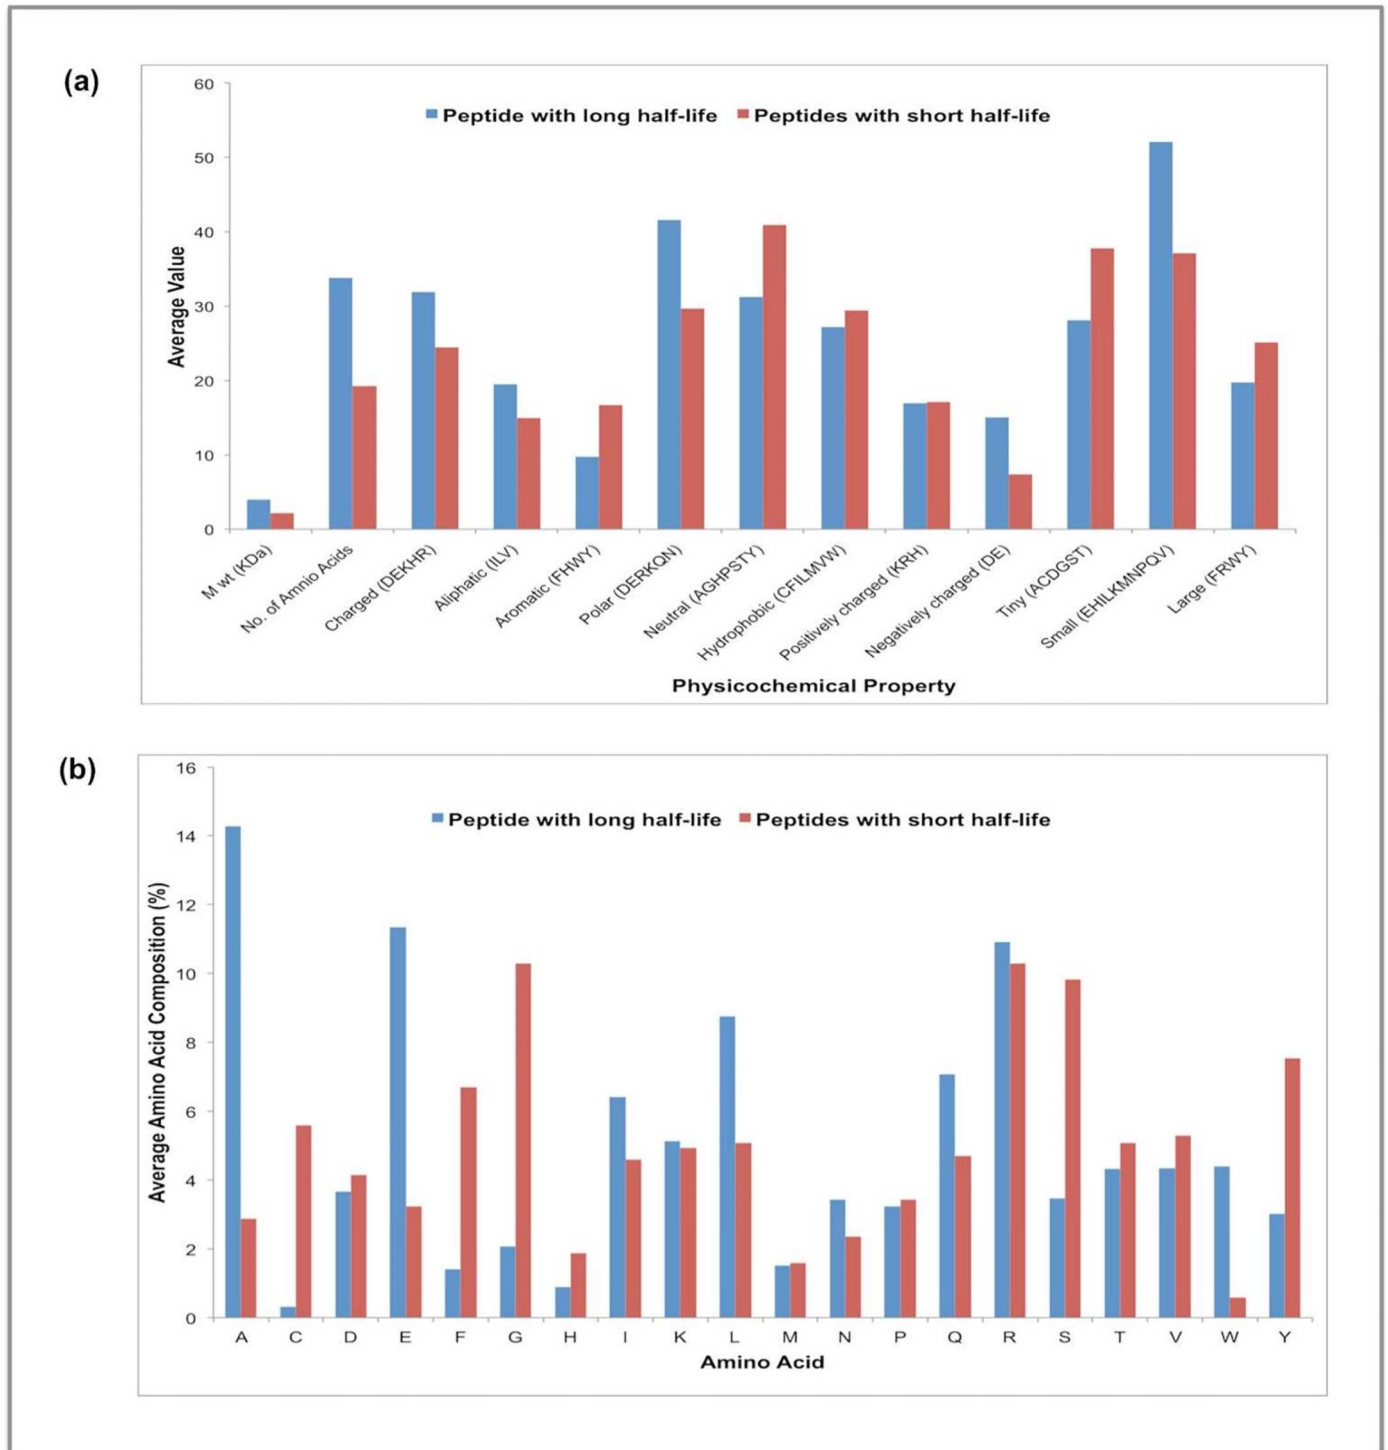 (a)
60
50
40
30
20
10
0
Average Value
Peptide with long half-life Peptides with short half-life
M wt (KDa)
No. of Amnio Acids
Charged (DEKHR)
Aliphatic (ILV)
Aromatic (FHWY)
Polar (DERKQN)
Neutral (AGHPSTY)
Hydrophobic (CFILMVW)
Positively charged (KRH)
Negatively charged (DE)
Tiny (ACDGST)
Small (EHILKMNPQV)
Large (FRWY)
Physicochemical Property
(b)
16
14
12
10
8
6
4
2
0
Average Amino Acid Composition (%)
Peptide with long half-life Peptides with short half-life
A C D E F G H I K L M N P Q R S T V W Y
Amino Acid